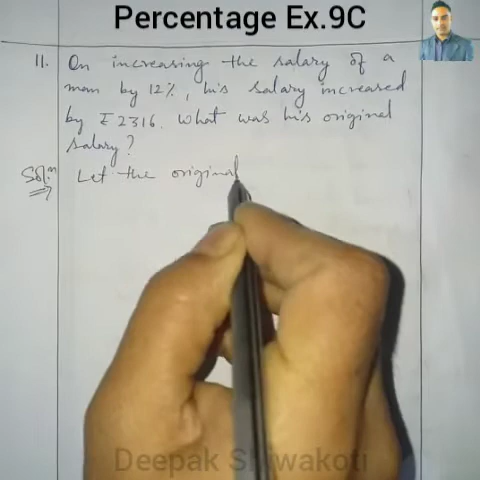 Percentage Ex.9C
11. On increasing the salary of a
man by 12%, his salary increased
by ₹2316. What was his original
salary?
Sol.ⁿ Let the original
Deepak Shiwakoti